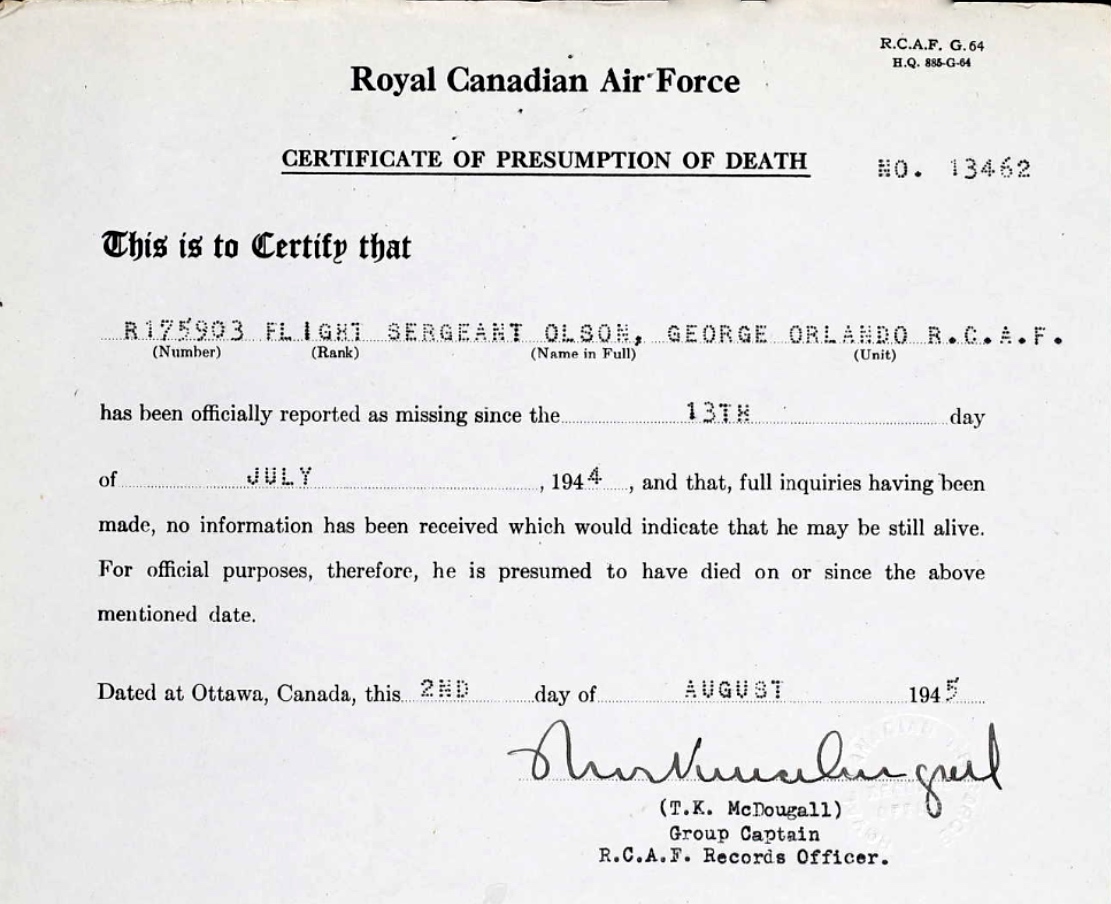 R.C.A.F. G. 64
H.Q. 885-G-64
Royal Canadian Air Force
CERTIFICATE OF PRESUMPTION OF DEATH
NO. 13462
This is to Certify that
R175903 FLIGHT SERGEANT OLSON, GEORGE ORLANDO R.C.A.F.
(Number) (Rank) (Name in Full) (Unit)
has been officially reported as missing since the 13TH day
of JULY, 1944, and that, full inquiries having been
made, no information has been received which would indicate that he may be still alive.
For official purposes, therefore, he is presumed to have died on or since the above
mentioned date.
Dated at Ottawa, Canada, this 2ND day of AUGUST 1945
(T.K. McDougall)
Group Captain
R.C.A.F. Records Officer.